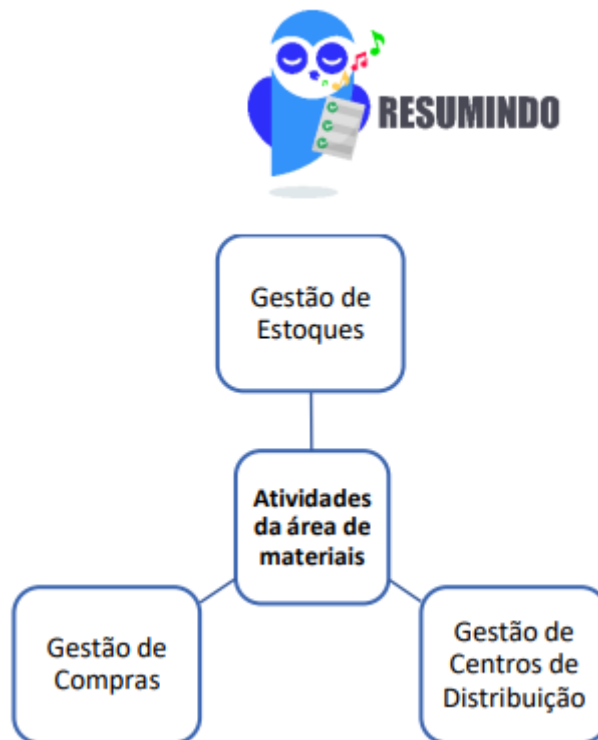 RESUMINDO
Gestão de
Estoques
Atividades
da área de
materiais
Gestão de
Compras
Gestão de
Centros de
Distribuição